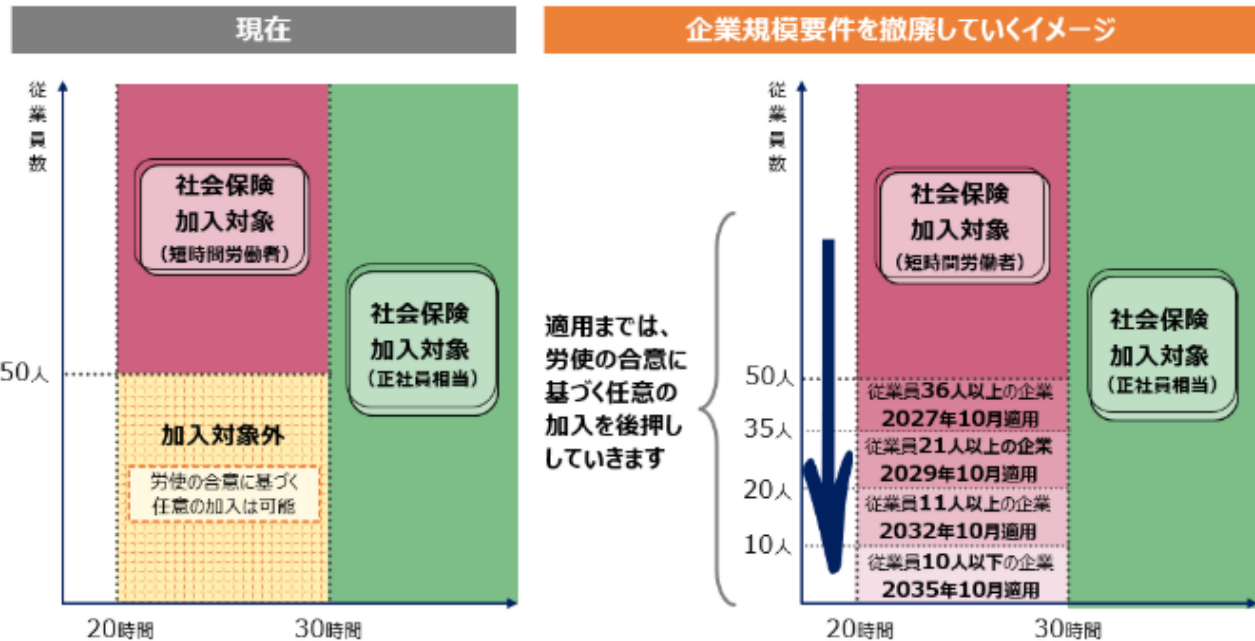 現在
従業員数
社会保険
加入対象
(短時間労働者)
50人
加入対象外
労使の合意に基づく
任意の加入は可能
社会保険
加入対象
(正社員相当)
20時間
30時間
企業規模要件を撤廃していくイメージ
従業員数
適用までは、
労使の合意に
基づく任意の
加入を後押し
していきます
社会保険
加入対象
(短時間労働者)
50人
従業員36人以上の企業
2027年10月適用
35人
従業員21人以上の企業
2029年10月適用
20人
従業員11人以上の企業
2032年10月適用
10人
従業員10人以下の企業
2035年10月適用
社会保険
加入対象
(正社員相当)
20時間
30時間